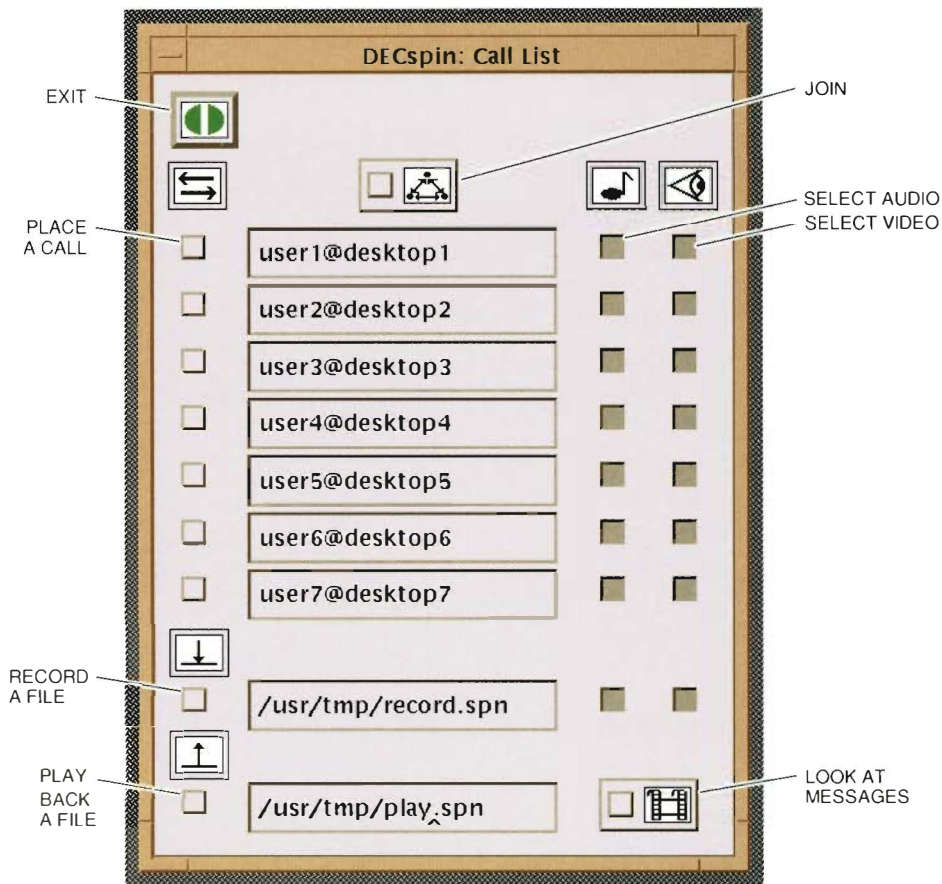 DECspin: Call List
EXIT
JOIN
SELECT AUDIO
SELECT VIDEO
PLACE
A CALL
user1@desktop1
user2@desktop2
user3@desktop3
user4@desktop4
user5@desktop5
user6@desktop6
user7@desktop7
RECORD
A FILE
/usr/tmp/record.spn
PLAY
BACK
A FILE
/usr/tmp/play.spn
LOOK AT
MESSAGES